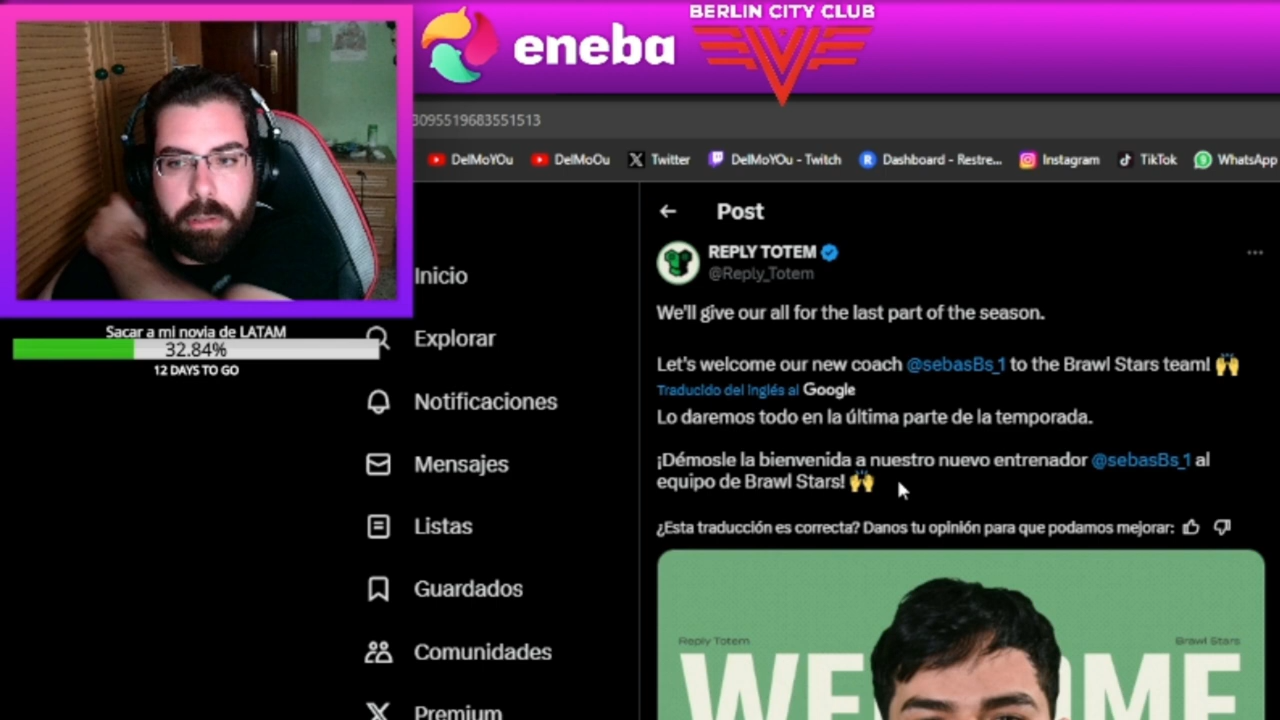 BERLIN CITY CLUB
eneba
3095519683551513
DelMoYOu
DelMoOu
Twitter
DelMoYOu - Twitch
Dashboard - Restre...
Instagram
TikTok
WhatsApp
Sacar a mi novia de LATAM
32.84%
12 DAYS TO GO
Inicio
Explorar
Notificaciones
Mensajes
Listas
Guardados
Comunidades
Premium
Post
REPLY TOTEM
@Reply_Totem
We'll give our all for the last part of the season.
Let's welcome our new coach @sebasBs_1 to the Brawl Stars team! 🙌
Traducido del inglés al Google
Lo daremos todo en la última parte de la temporada.
¡Démosle la bienvenida a nuestro nuevo entrenador @sebasBs_1 al
equipo de Brawl Stars! 🙌
¿Esta traducción es correcta? Danos tu opinión para que podamos mejorar:
Reply Totem
Brawl Stars